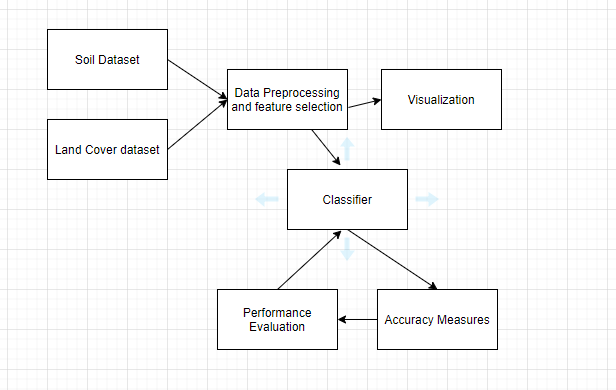 Soil Dataset
Data Preprocessing
and feature selection
Visualization
Land Cover dataset
Classifier
Performance
Evaluation
Accuracy Measures